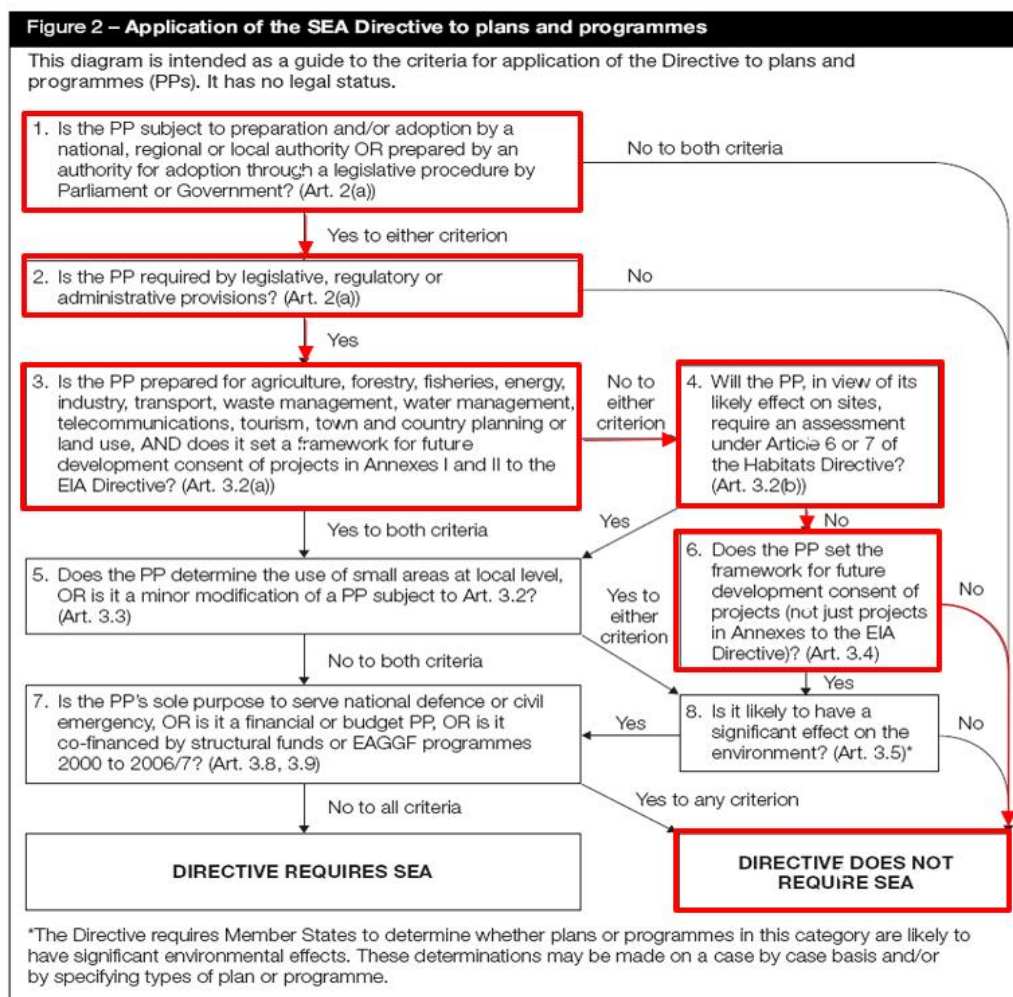 Figure 2 – Application of the SEA Directive to plans and programmes
This diagram is intended as a guide to the criteria for application of the Directive to plans and
programmes (PPs). It has no legal status.
1. Is the PP subject to preparation and/or adoption by a
national, regional or local authority OR prepared by an
authority for adoption through a legislative procedure by
Parliament or Government? (Art. 2(a))
No to both criteria
Yes to either criterion
2. Is the PP required by legislative, regulatory or
administrative provisions? (Art. 2(a))
No
Yes
3. Is the PP prepared for agriculture, forestry, fisheries, energy,
industry, transport, waste management, water management,
telecommunications, tourism, town and country planning or
land use, AND does it set a framework for future
development consent of projects in Annexes I and II to the
EIA Directive? (Art. 3.2(a))
No to
either
criterion
4. Will the PP, in view of its
likely effect on sites,
require an assessment
under Article 6 or 7 of
the Habitats Directive?
(Art. 3.2(b))
Yes to both criteria
Yes
No
5. Does the PP determine the use of small areas at local level,
OR is it a minor modification of a PP subject to Art. 3.2?
(Art. 3.3)
Yes to
either
criterion
6. Does the PP set the
framework for future
development consent of
projects (not just projects
in Annexes to the EIA
Directive)? (Art. 3.4)
No
No to both criteria
Yes
7. Is the PP's sole purpose to serve national defence or civil
emergency, OR is it a financial or budget PP, OR is it
co-financed by structural funds or EAGGF programmes
2000 to 2006/7? (Art. 3.8, 3.9)
Yes
8. Is it likely to have a
significant effect on the
environment? (Art. 3.5)*
No
No to all criteria
Yes to any criterion
DIRECTIVE REQUIRES SEA
DIRECTIVE DOES NOT
REQUIRE SEA
*The Directive requires Member States to determine whether plans or programmes in this category are likely to
have significant environmental effects. These determinations may be made on a case by case basis and/or
by specifying types of plan or programme.